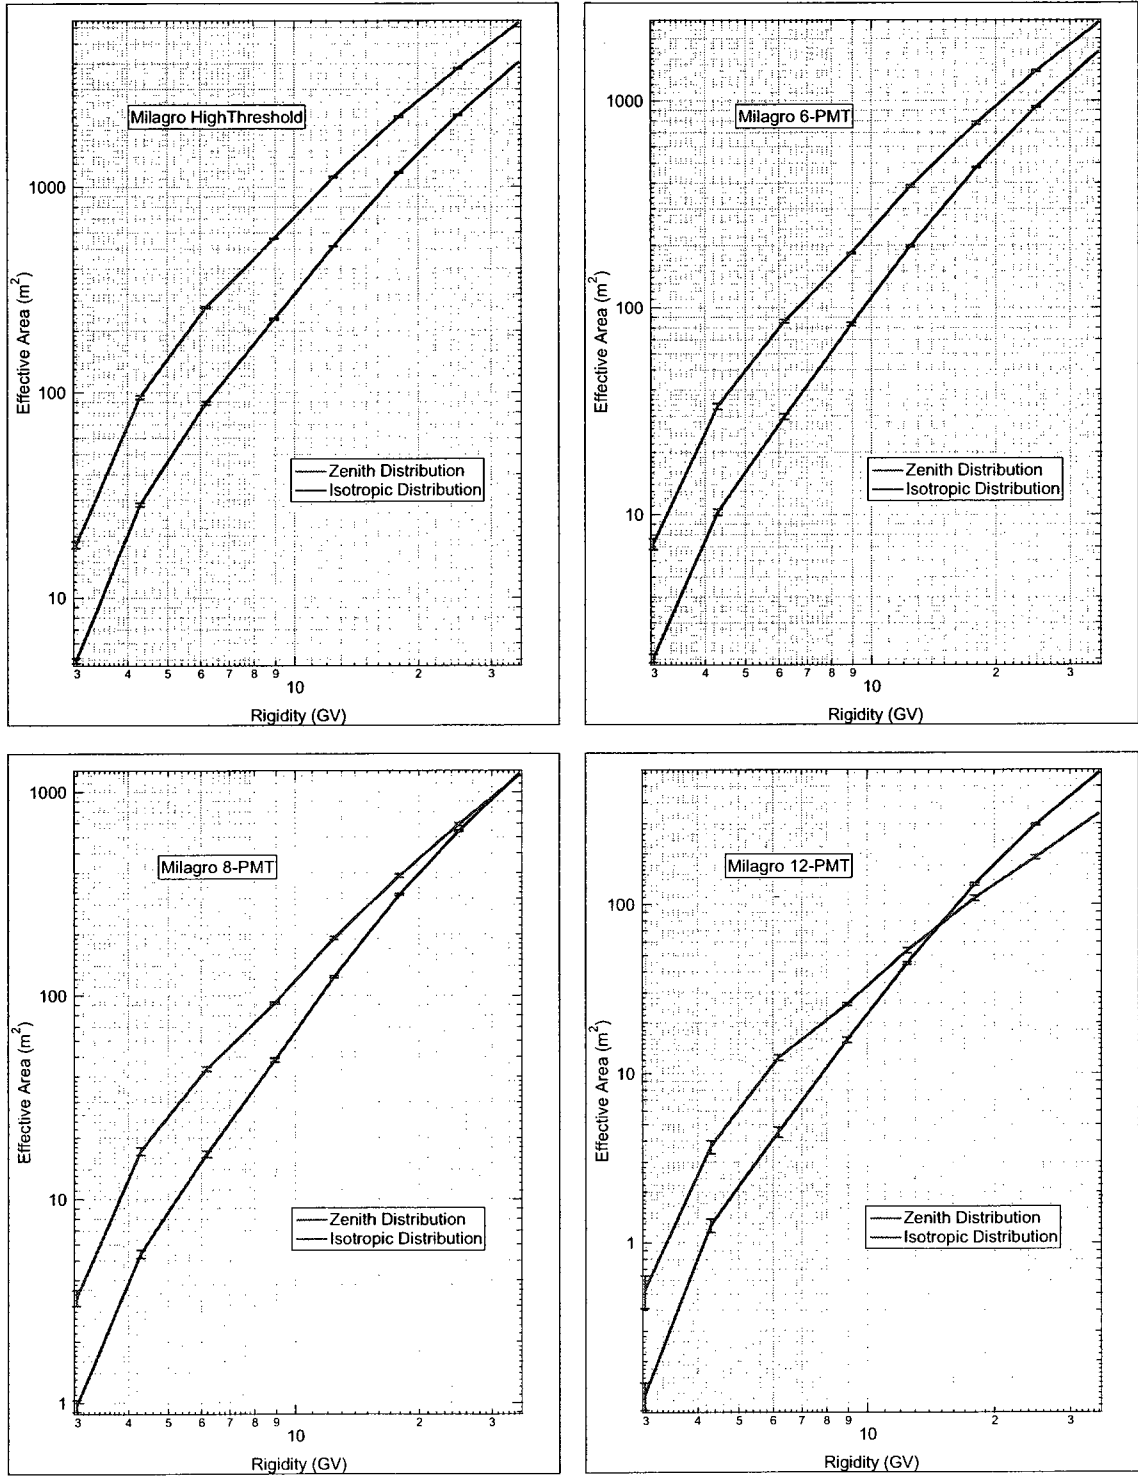 Milagro HighThreshold
1000
100
10
Effective Area (m²)
Zenith Distribution
Isotropic Distribution
3 4 5 6 7 8 9 10 2 3
Rigidity (GV)
Milagro 6-PMT
1000
100
10
Effective Area (m²)
Zenith Distribution
Isotropic Distribution
3 4 5 6 7 8 9 10 2 3
Rigidity (GV)
Milagro 8-PMT
1000
100
10
1
Effective Area (m²)
Zenith Distribution
Isotropic Distribution
3 4 5 6 7 8 9 10 2 3
Rigidity (GV)
Milagro 12-PMT
100
10
1
Effective Area (m²)
Zenith Distribution
Isotropic Distribution
3 4 5 6 7 8 9 10 2 3
Rigidity (GV)